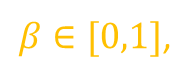 β ∈ [0,1],